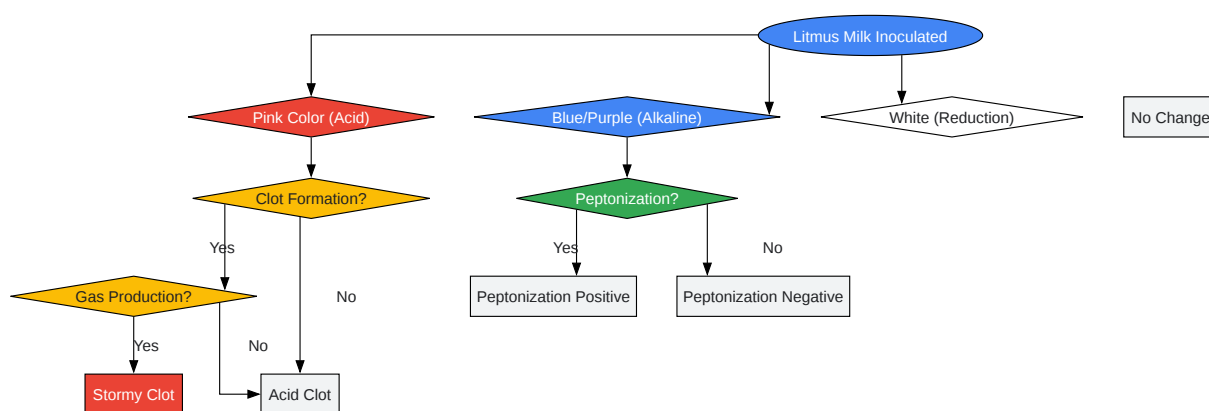 Litmus Milk Inoculated
Pink Color (Acid)
Blue/Purple (Alkaline)
White (Reduction)
No Change
Clot Formation?
Peptonization?
Yes
Yes
No
Gas Production?
No
Peptonization Positive
Peptonization Negative
Yes
No
Stormy Clot
Acid Clot